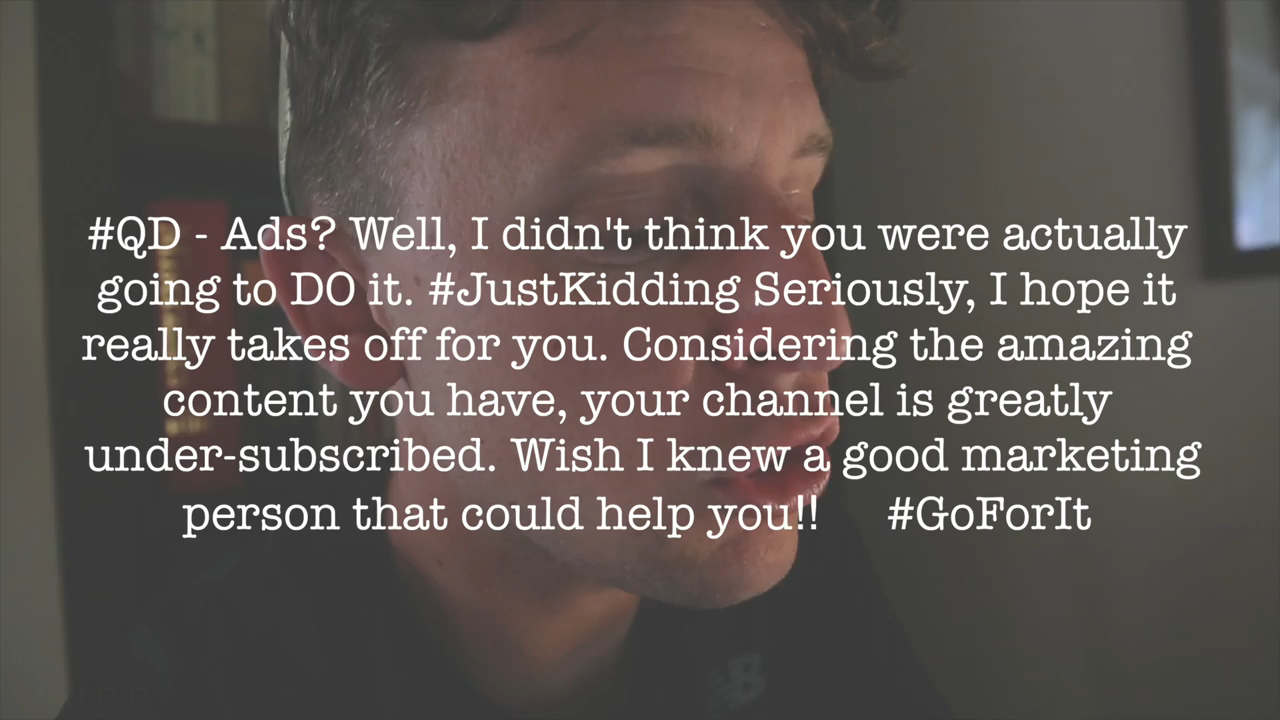 #QD - Ads? Well, I didn't think you were actually
going to DO it. #JustKidding Seriously, I hope it
really takes off for you. Considering the amazing
content you have, your channel is greatly
under-subscribed. Wish I knew a good marketing
person that could help you!! #GoForIt